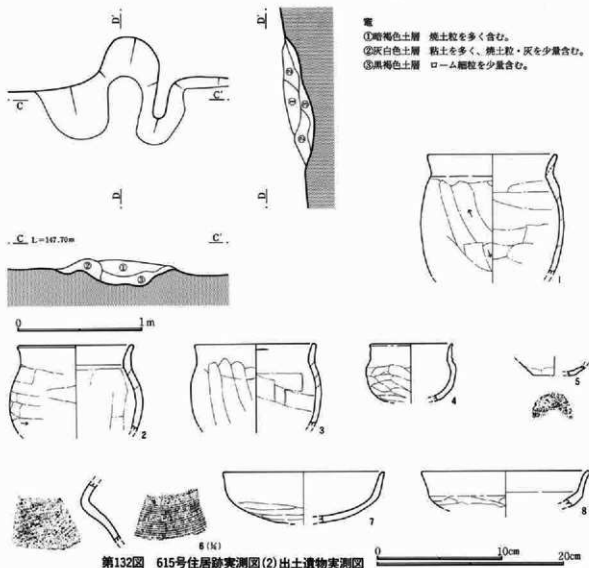 竈
①暗褐色土層 焼土粒を多く含む。
②灰白色土層 粘土を多く、焼土粒・灰を少量含む。
③黒褐色土層 ローム細粒を少量含む。
D
D'
C
C'
D
D'
C L=147.70m
C'
②
①
③
0 1m
1
2
3
4
5
6(¼)
7
8
第132図 615号住居跡実測図(2)出土遺物実測図
0 10cm
20cm